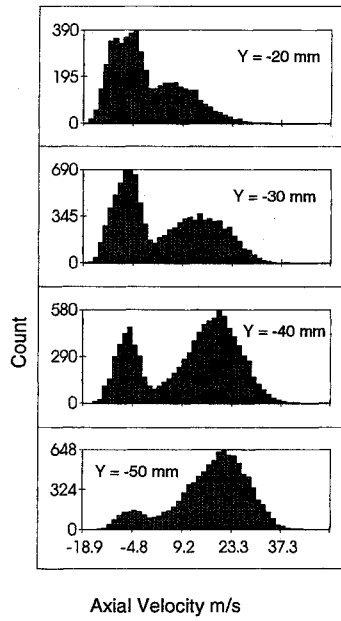 390
195
0
Y = -20 mm
690
345
0
Y = -30 mm
580
290
0
Y = -40 mm
648
324
0
Y = -50 mm
-18.9 -4.8 9.2 23.3 37.3
Count
Axial Velocity m/s